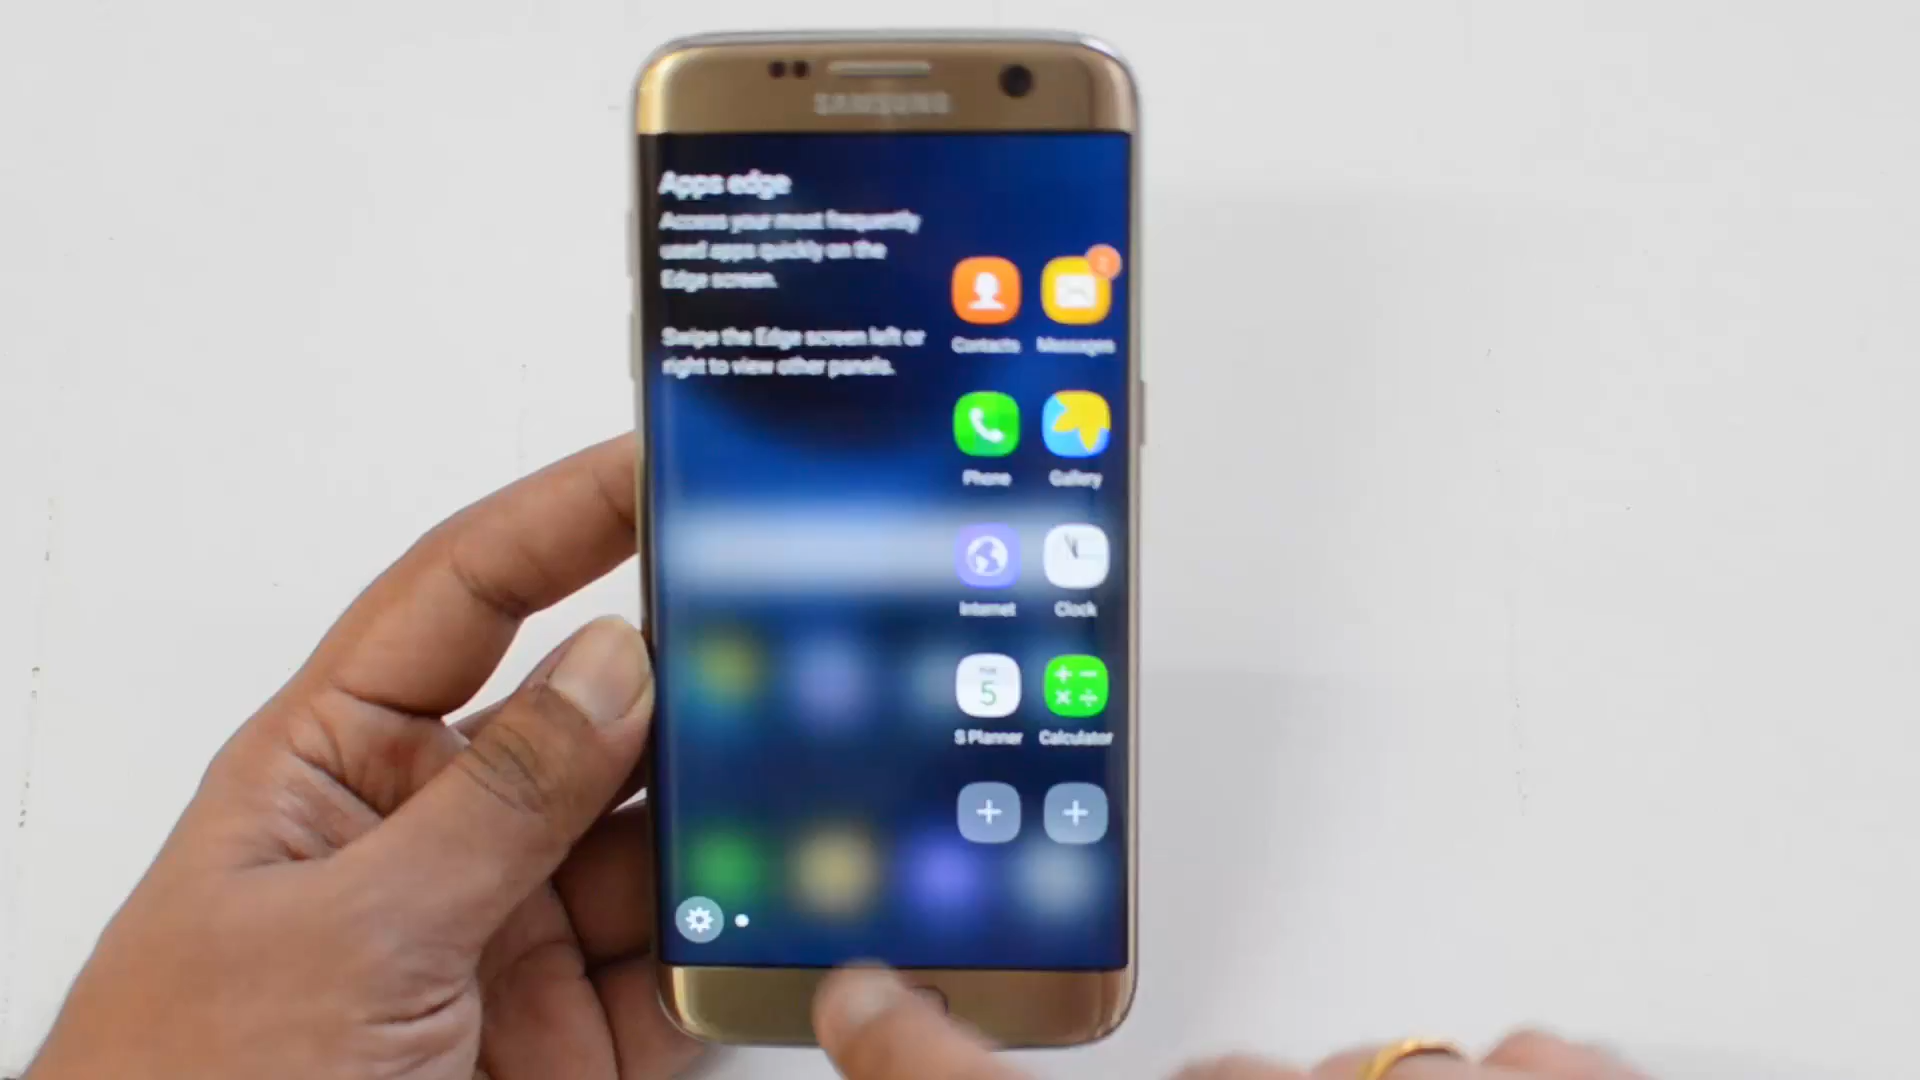 SAMSUNG
Apps edge
Access your most frequently
used apps quickly on the
Edge screen.
Swipe the Edge screen left or
right to view other panels.
Contacts Messages
Phone Gallery
Internet Clock
5
S Planner Calculator